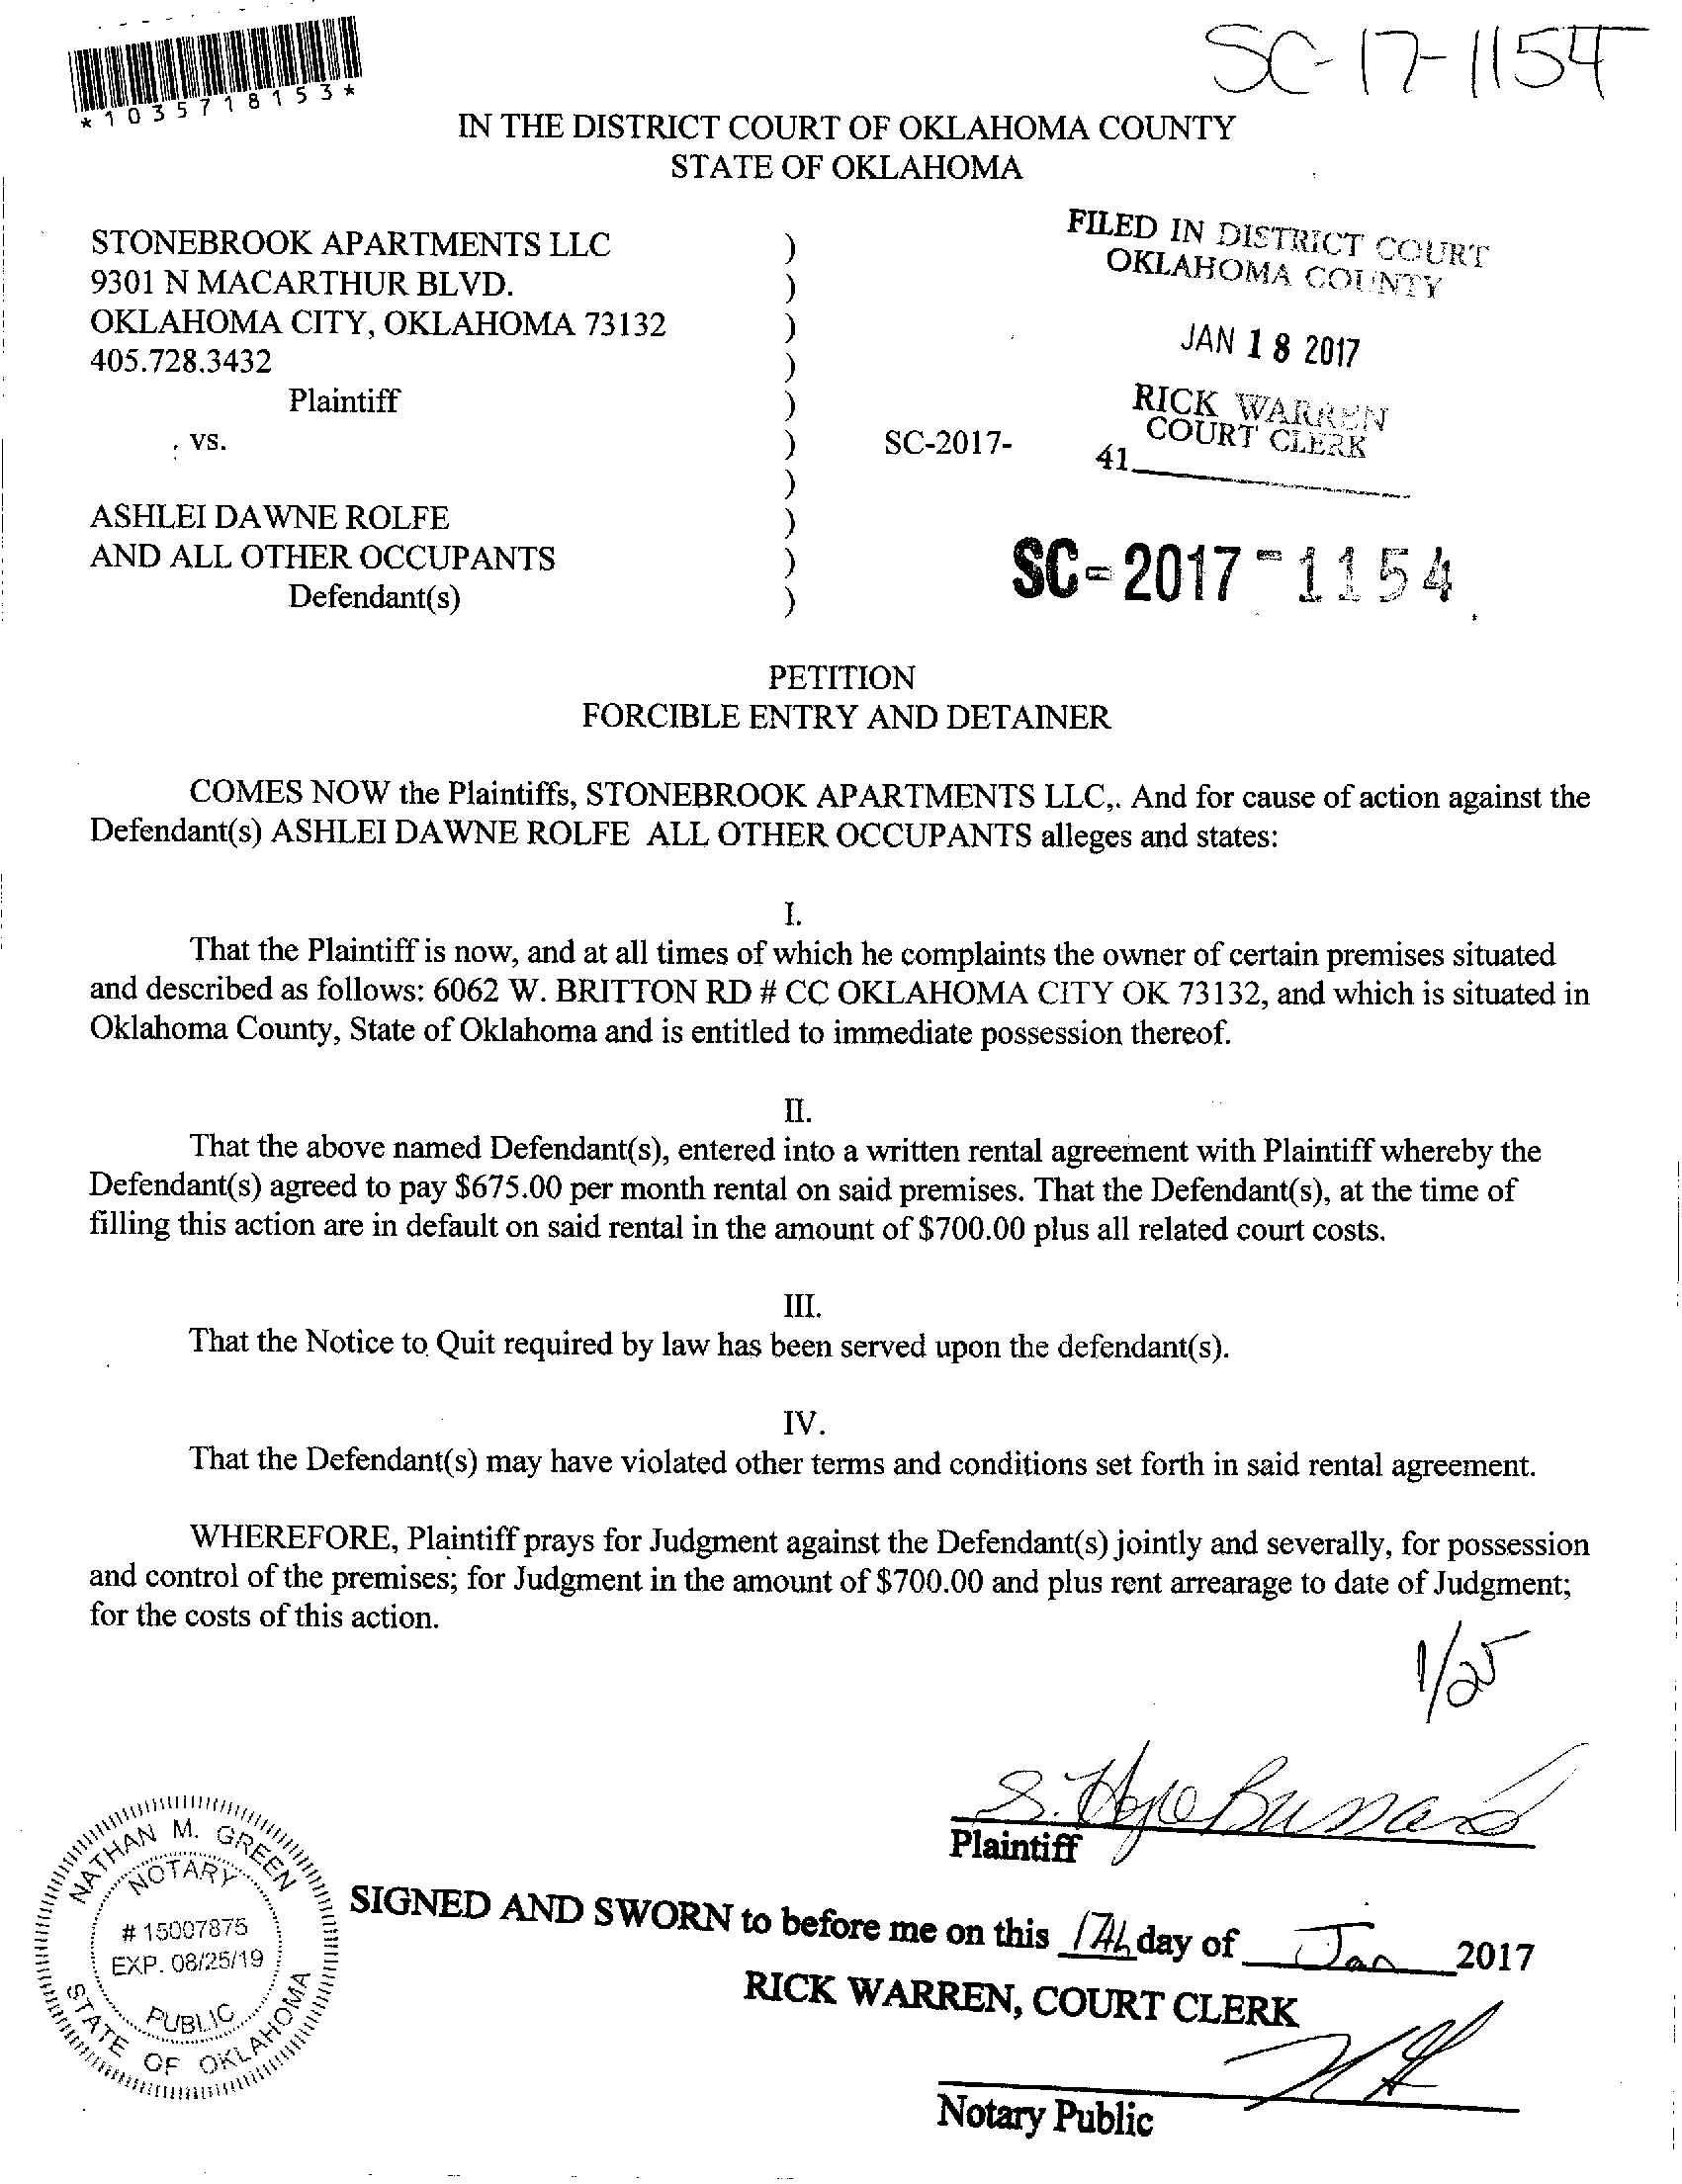 SC-17-1154
*1035718153*
IN THE DISTRICT COURT OF OKLAHOMA COUNTY
STATE OF OKLAHOMA
FILED IN DISTRICT COURT
OKLAHOMA COUNTY
JAN 18 2017
RICK WARREN
COURT CLERK
41
STONEBROOK APARTMENTS LLC )
9301 N MACARTHUR BLVD. )
OKLAHOMA CITY, OKLAHOMA 73132 )
405.728.3432 )
Plaintiff )
vs. ) SC-2017-
)
ASHLEI DAWNE ROLFE )
AND ALL OTHER OCCUPANTS )
Defendant(s) )
SC-2017-1154
PETITION
FORCIBLE ENTRY AND DETAINER
COMES NOW the Plaintiffs, STONEBROOK APARTMENTS LLC,. And for cause of action against the
Defendant(s) ASHLEI DAWNE ROLFE ALL OTHER OCCUPANTS alleges and states:
I.
That the Plaintiff is now, and at all times of which he complaints the owner of certain premises situated
and described as follows: 6062 W. BRITTON RD # CC OKLAHOMA CITY OK 73132, and which is situated in
Oklahoma County, State of Oklahoma and is entitled to immediate possession thereof.
II.
That the above named Defendant(s), entered into a written rental agreement with Plaintiff whereby the
Defendant(s) agreed to pay $675.00 per month rental on said premises. That the Defendant(s), at the time of
filling this action are in default on said rental in the amount of $700.00 plus all related court costs.
III.
That the Notice to Quit required by law has been served upon the defendant(s).
IV.
That the Defendant(s) may have violated other terms and conditions set forth in said rental agreement.
WHEREFORE, Plaintiff prays for Judgment against the Defendant(s) jointly and severally, for possession
and control of the premises; for Judgment in the amount of $700.00 and plus rent arrearage to date of Judgment;
for the costs of this action.
1/25
Plaintiff
SIGNED AND SWORN to before me on this 17th day of Jan 2017
RICK WARREN, COURT CLERK
Notary Public
NATHAN M. GREEN
NOTARY
# 15007875
EXP. 08/25/19
PUBLIC
STATE OF OKLAHOMA